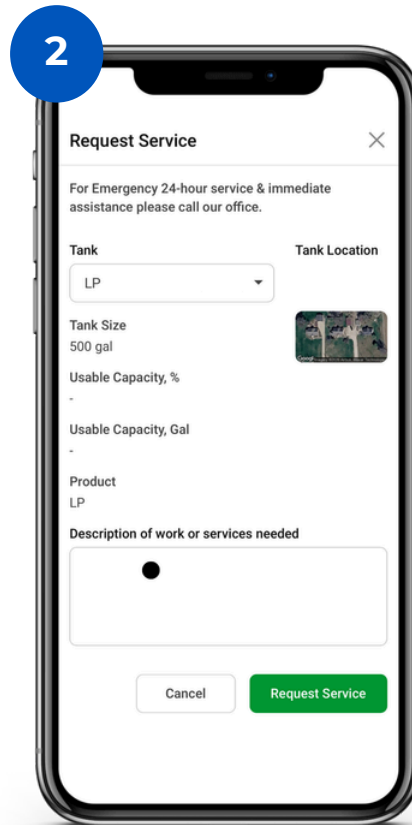 2
Request Service
For Emergency 24-hour service & immediate
assistance please call our office.
Tank
Tank Location
LP
Tank Size
500 gal
Usable Capacity, %
-
Usable Capacity, Gal
-
Product
LP
Description of work or services needed
Cancel
Request Service